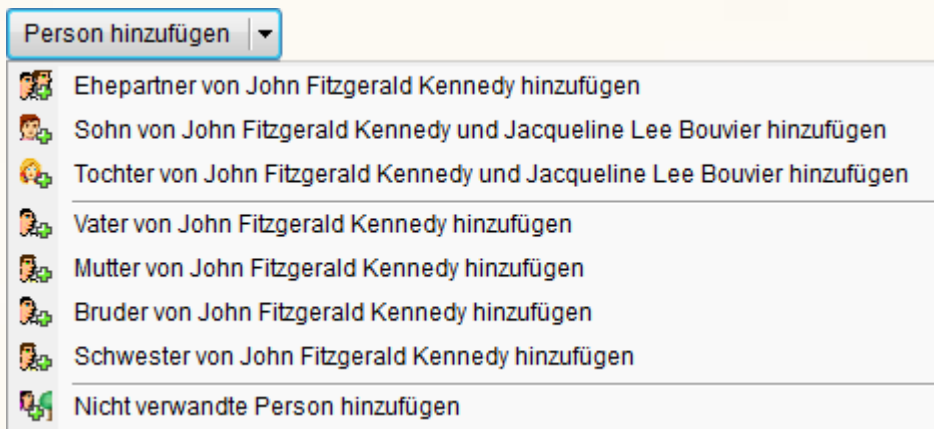 Person hinzufügen
Ehepartner von John Fitzgerald Kennedy hinzufügen
Sohn von John Fitzgerald Kennedy und Jacqueline Lee Bouvier hinzufügen
Tochter von John Fitzgerald Kennedy und Jacqueline Lee Bouvier hinzufügen
Vater von John Fitzgerald Kennedy hinzufügen
Mutter von John Fitzgerald Kennedy hinzufügen
Bruder von John Fitzgerald Kennedy hinzufügen
Schwester von John Fitzgerald Kennedy hinzufügen
Nicht verwandte Person hinzufügen